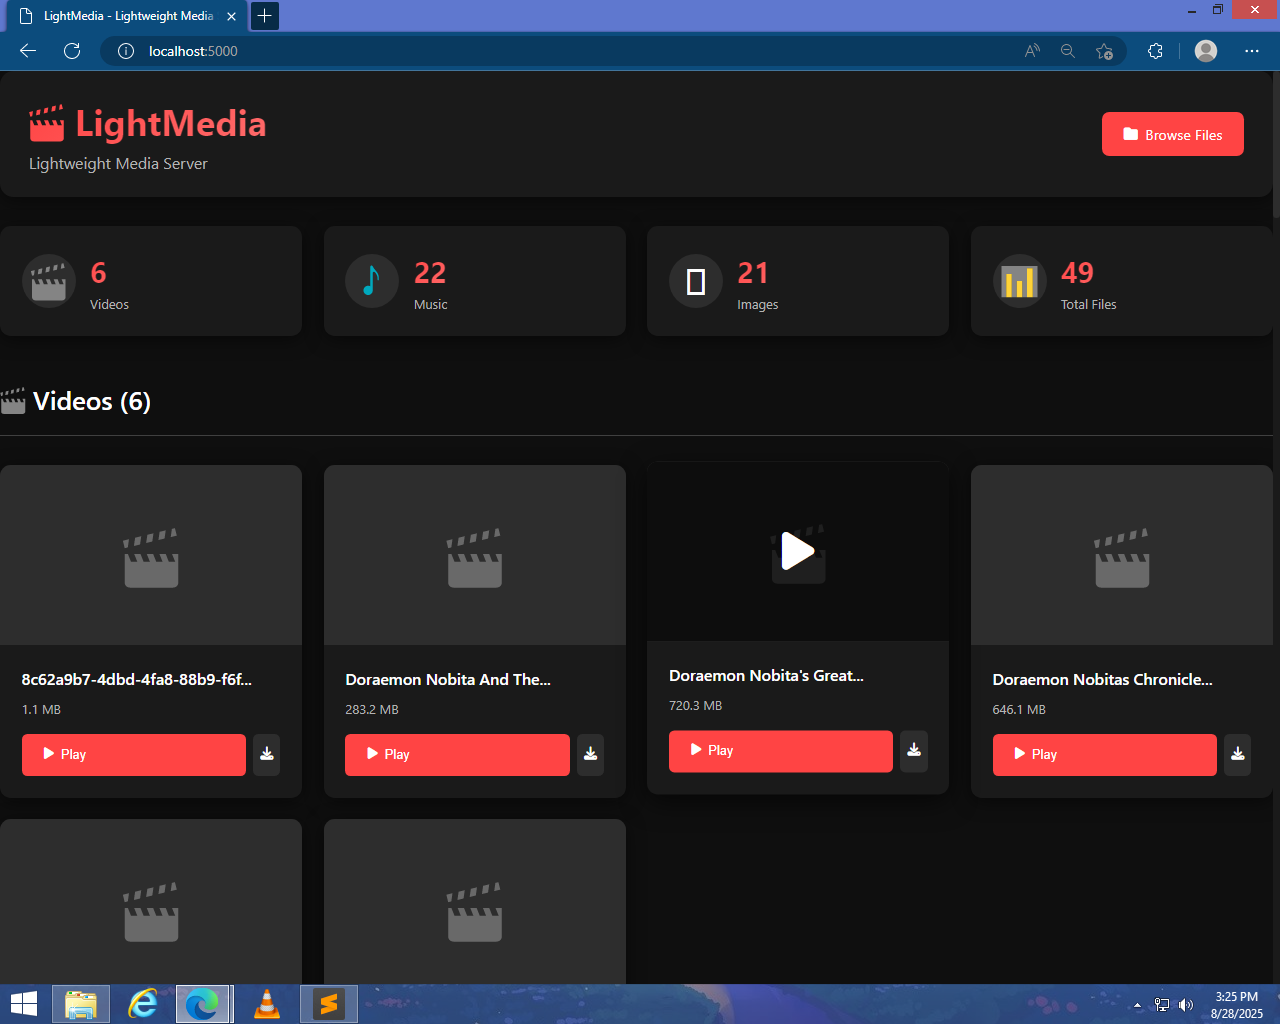 LightMedia - Lightweight Media
localhost:5000
LightMedia
Lightweight Media Server
Browse Files
6
Videos
22
Music
21
Images
49
Total Files
Videos (6)
8c62a9b7-4dbd-4fa8-88b9-f6f...
1.1 MB
Play
Doraemon Nobita And The...
283.2 MB
Play
Doraemon Nobita's Great...
720.3 MB
Play
Doraemon Nobitas Chronicle...
646.1 MB
Play
3:25 PM
8/28/2025